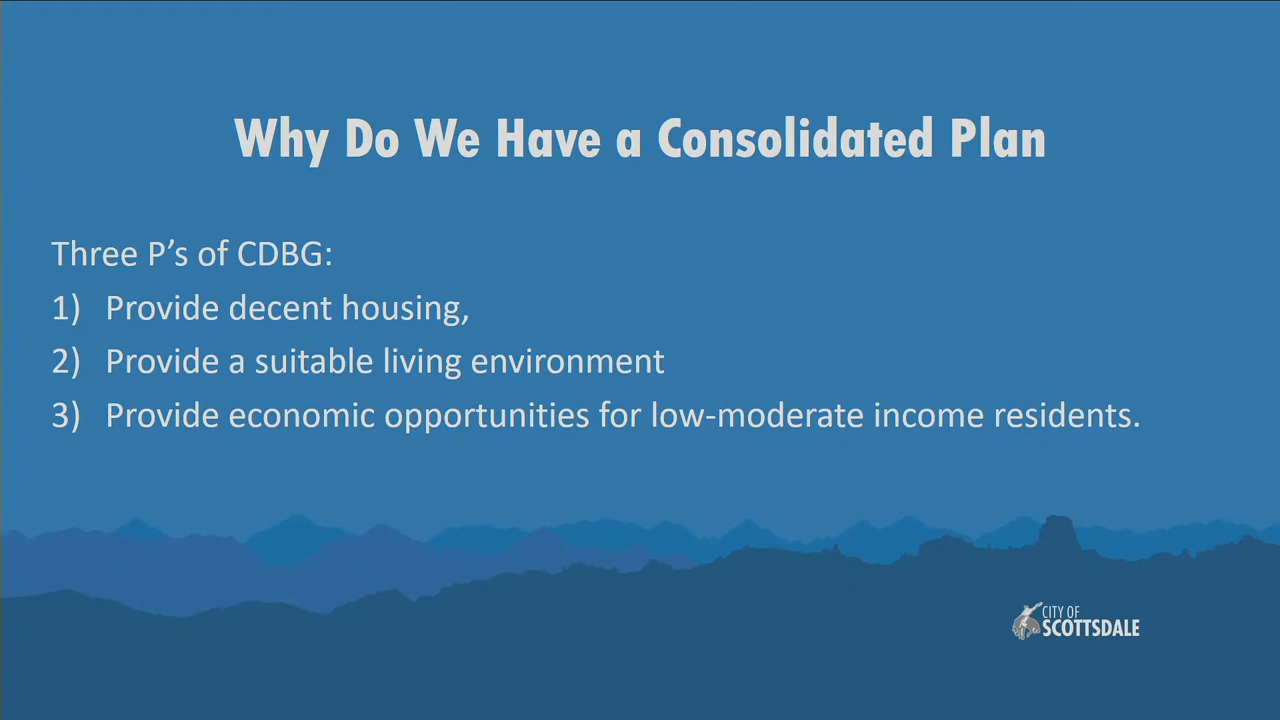 Why Do We Have a Consolidated Plan
Three P’s of CDBG:
1) Provide decent housing,
2) Provide a suitable living environment
3) Provide economic opportunities for low-moderate income residents.
CITY OF
SCOTTSDALE